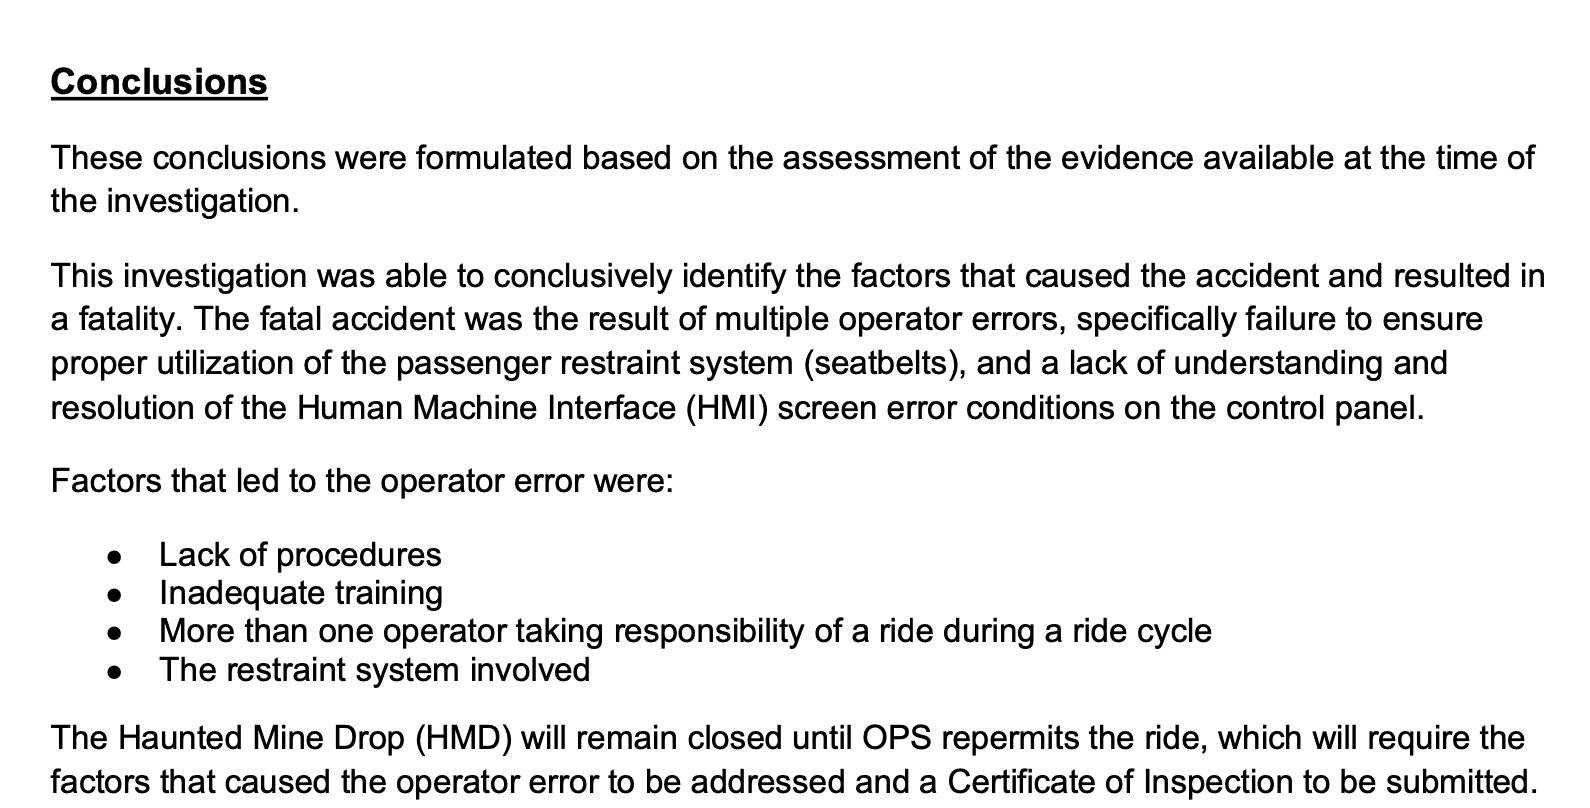 Conclusions
These conclusions were formulated based on the assessment of the evidence available at the time of
the investigation.
This investigation was able to conclusively identify the factors that caused the accident and resulted in
a fatality. The fatal accident was the result of multiple operator errors, specifically failure to ensure
proper utilization of the passenger restraint system (seatbelts), and a lack of understanding and
resolution of the Human Machine Interface (HMI) screen error conditions on the control panel.
Factors that led to the operator error were:
● Lack of procedures
● Inadequate training
● More than one operator taking responsibility of a ride during a ride cycle
● The restraint system involved
The Haunted Mine Drop (HMD) will remain closed until OPS repermits the ride, which will require the
factors that caused the operator error to be addressed and a Certificate of Inspection to be submitted.